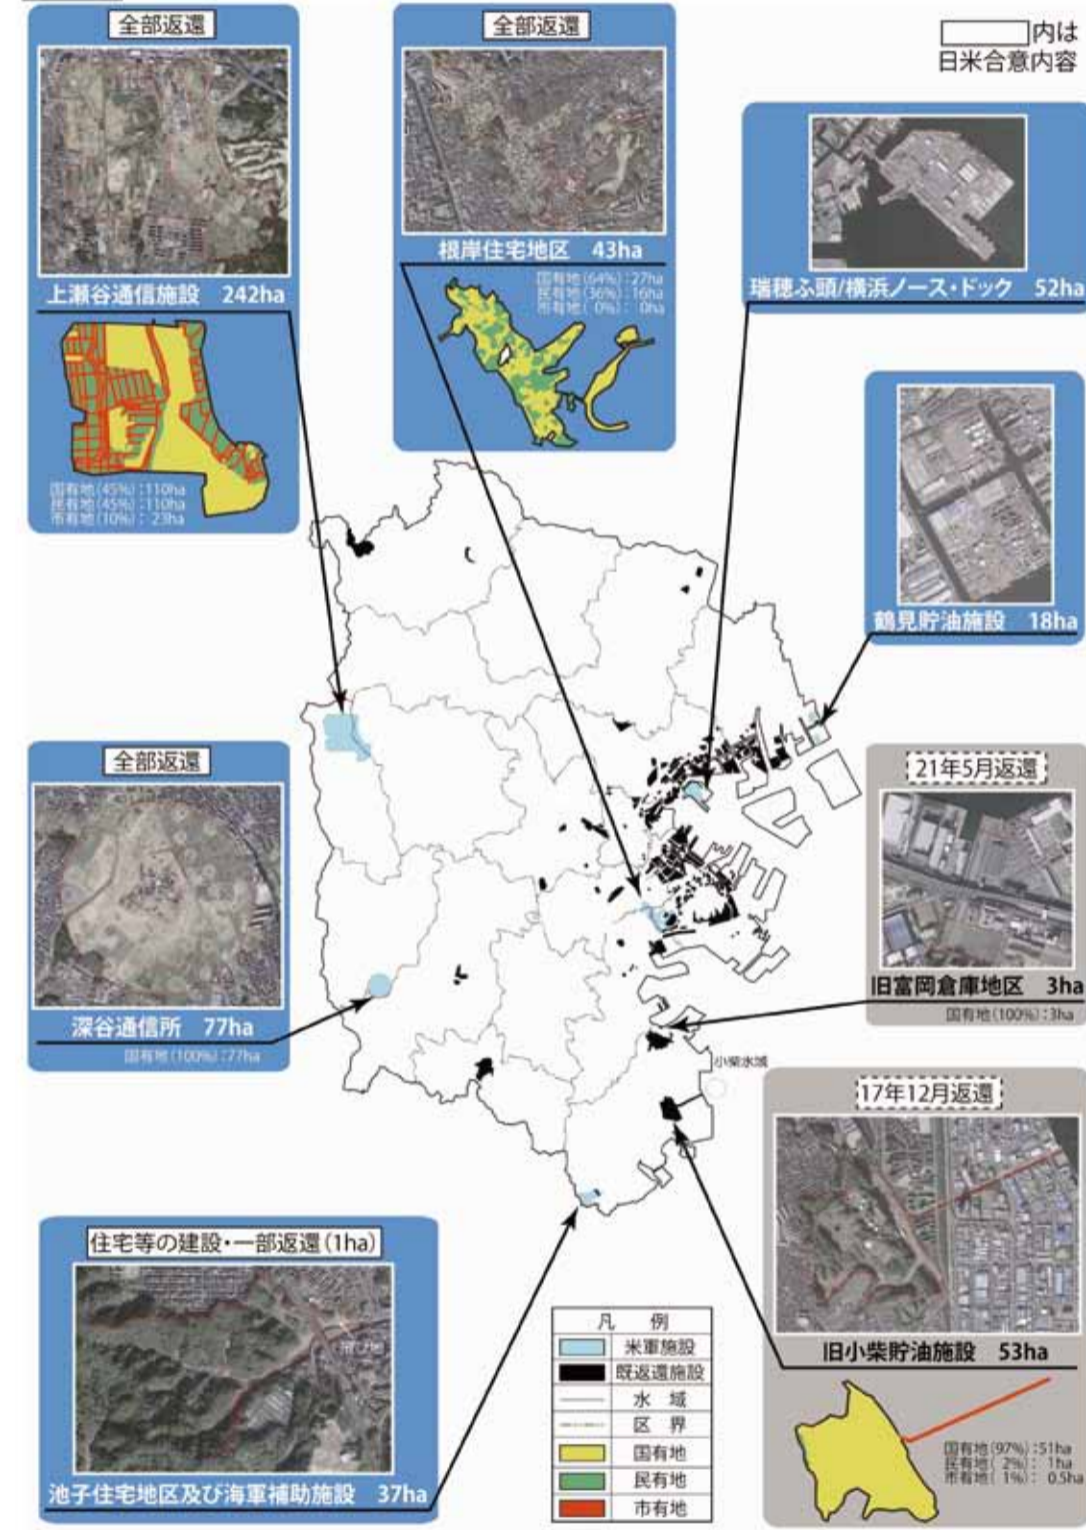 全部返還
上瀬谷通信施設 242ha
国有地(45%):110ha
民有地(45%):110ha
市有地(10%): 23ha
全部返還
根岸住宅地区 43ha
国有地(64%):27ha
民有地(36%):16ha
市有地( 0%): 0ha
内は
日米合意内容
瑞穂ふ頭/横浜ノース・ドック 52ha
鶴見貯油施設 18ha
全部返還
深谷通信所 77ha
国有地(100%):77ha
21年5月返還
旧富岡倉庫地区 3ha
国有地(100%):3ha
小柴水域
17年12月返還
旧小柴貯油施設 53ha
国有地(97%):51ha
民有地( 2%): 1ha
市有地( 1%): 0.5ha
住宅等の建設・一部返還(1ha)
飛び地
池子住宅地区及び海軍補助施設 37ha
凡 例
米軍施設
既返還施設
水 域
区 界
国有地
民有地
市有地